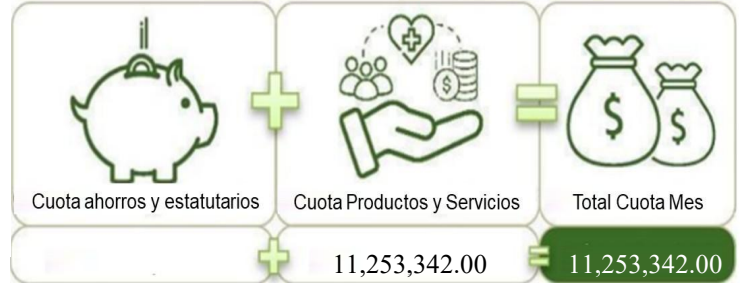 Cuota ahorros y estatutarios
Cuota Productos y Servicios
Total Cuota Mes
11,253,342.00
11,253,342.00